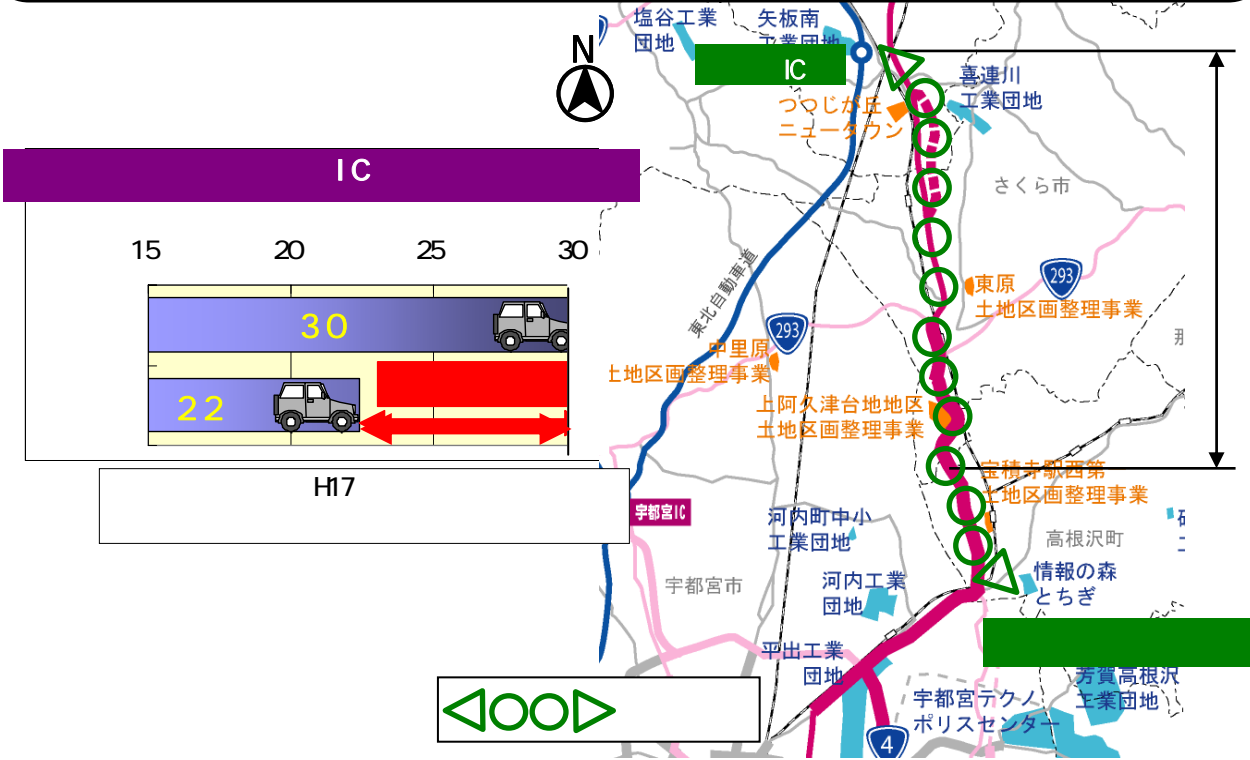 塩谷工業
団地
矢板南
工業団地
N
IC
喜連川
工業団地
つつじが丘
ニュータウン
IC
さくら市
15 20 25 30
30
22
東北自動車道
293
東原
土地区画整理事業
293
中里原
土地区画整理事業
那
上阿久津台地地区
土地区画整理事業
宝積寺駅西第
土地区画整理事業
H17
宇都宮IC
河内町中小
工業団地
高根沢町
宇都宮市
河内工業
団地
情報の森
とちぎ
平出工業
団地
芳賀高根沢
工業団地
宇都宮テクノ
ポリスセンター
4